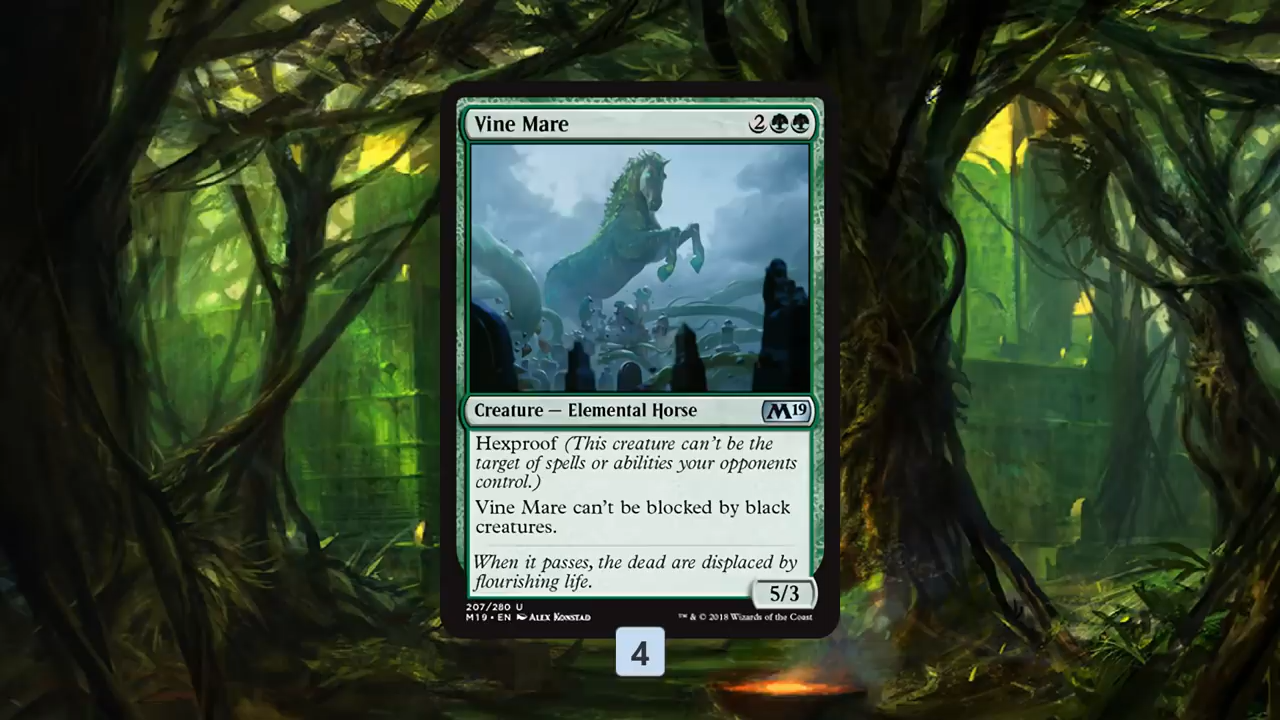 Vine Mare 2
Creature — Elemental Horse M19
Hexproof (This creature can't be the
target of spells or abilities your opponents
control.)
Vine Mare can't be blocked by black
creatures.
When it passes, the dead are displaced by
flourishing life.
5/3
207/280 U
M19 • EN Alex Konstad
™ & © 2018 Wizards of the Coast
4